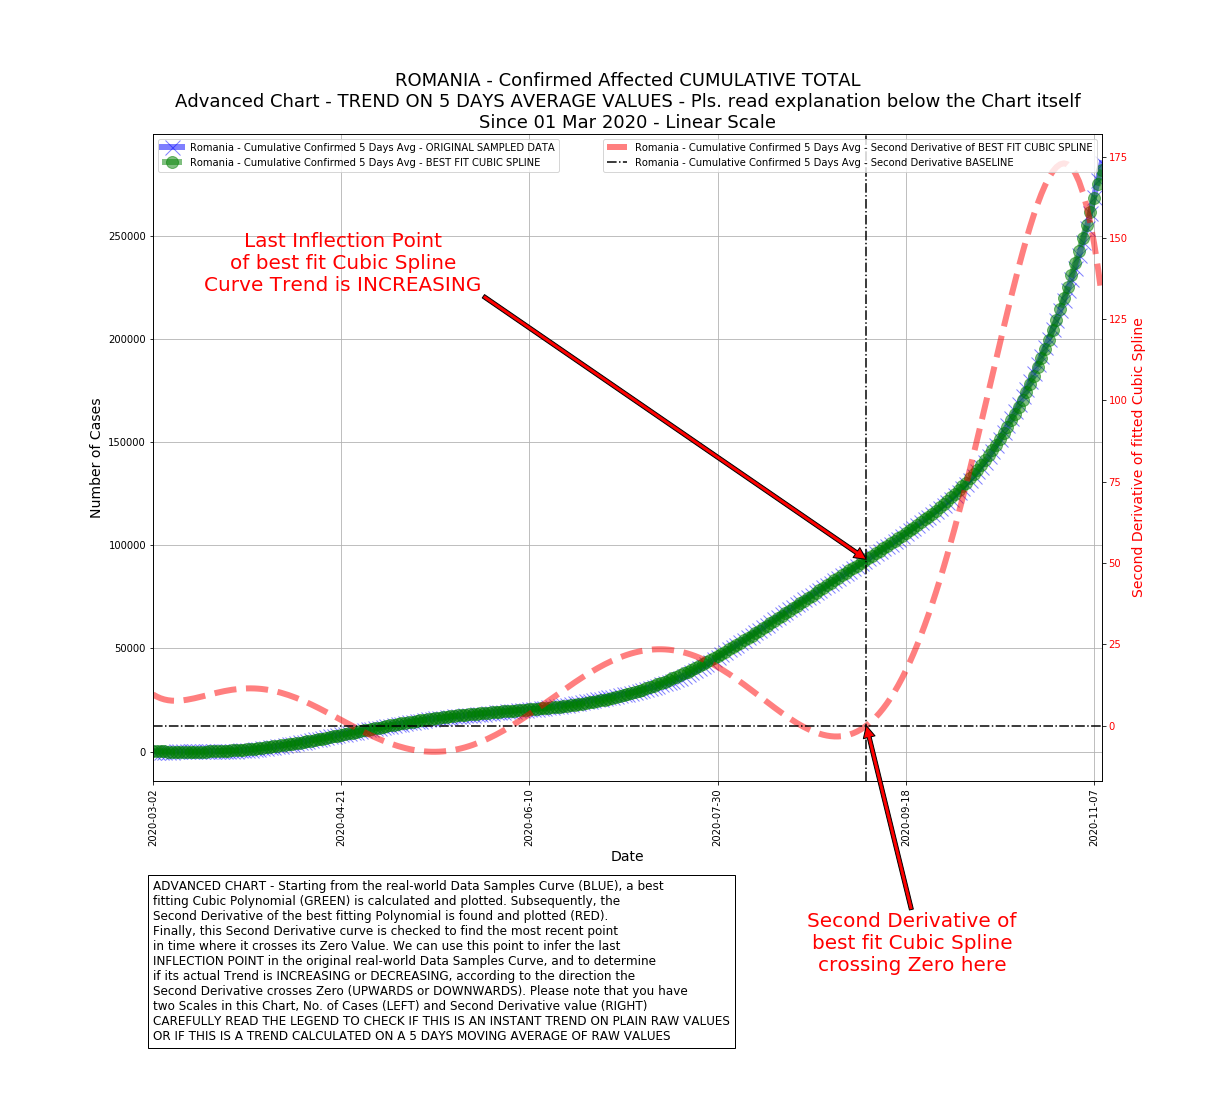 ROMANIA - Confirmed Affected CUMULATIVE TOTAL
Advanced Chart - TREND ON 5 DAYS AVERAGE VALUES - Pls. read explanation below the Chart itself
Since 01 Mar 2020 - Linear Scale
Romania - Cumulative Confirmed 5 Days Avg - ORIGINAL SAMPLED DATA
Romania - Cumulative Confirmed 5 Days Avg - BEST FIT CUBIC SPLINE
Romania - Cumulative Confirmed 5 Days Avg - Second Derivative of BEST FIT CUBIC SPLINE
Romania - Cumulative Confirmed 5 Days Avg - Second Derivative BASELINE
Last Inflection Point
of best fit Cubic Spline
Curve Trend is INCREASING
Number of Cases
250000
200000
150000
100000
50000
0
175
150
125
100
75
50
25
0
Second Derivative of fitted Cubic Spline
2020-03-02
2020-04-21
2020-06-10
2020-07-30
2020-09-18
2020-11-07
Date
Second Derivative of
best fit Cubic Spline
crossing Zero here
ADVANCED CHART - Starting from the real-world Data Samples Curve (BLUE), a best
fitting Cubic Polynomial (GREEN) is calculated and plotted. Subsequently, the
Second Derivative of the best fitting Polynomial is found and plotted (RED).
Finally, this Second Derivative curve is checked to find the most recent point
in time where it crosses its Zero Value. We can use this point to infer the last
INFLECTION POINT in the original real-world Data Samples Curve, and to determine
if its actual Trend is INCREASING or DECREASING, according to the direction the
Second Derivative crosses Zero (UPWARDS or DOWNWARDS). Please note that you have
two Scales in this Chart, No. of Cases (LEFT) and Second Derivative value (RIGHT)
CAREFULLY READ THE LEGEND TO CHECK IF THIS IS AN INSTANT TREND ON PLAIN RAW VALUES
OR IF THIS IS A TREND CALCULATED ON A 5 DAYS MOVING AVERAGE OF RAW VALUES